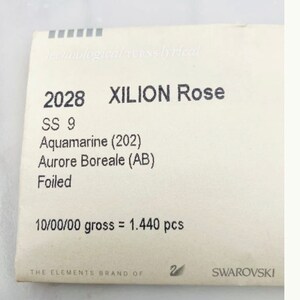 2028 XILION Rose
SS 9
Aquamarine (202)
Aurore Boreale (AB)
Foiled
10/00/00 gross = 1.440 pcs
THE ELEMENTS BRAND OF SWAROVSKI